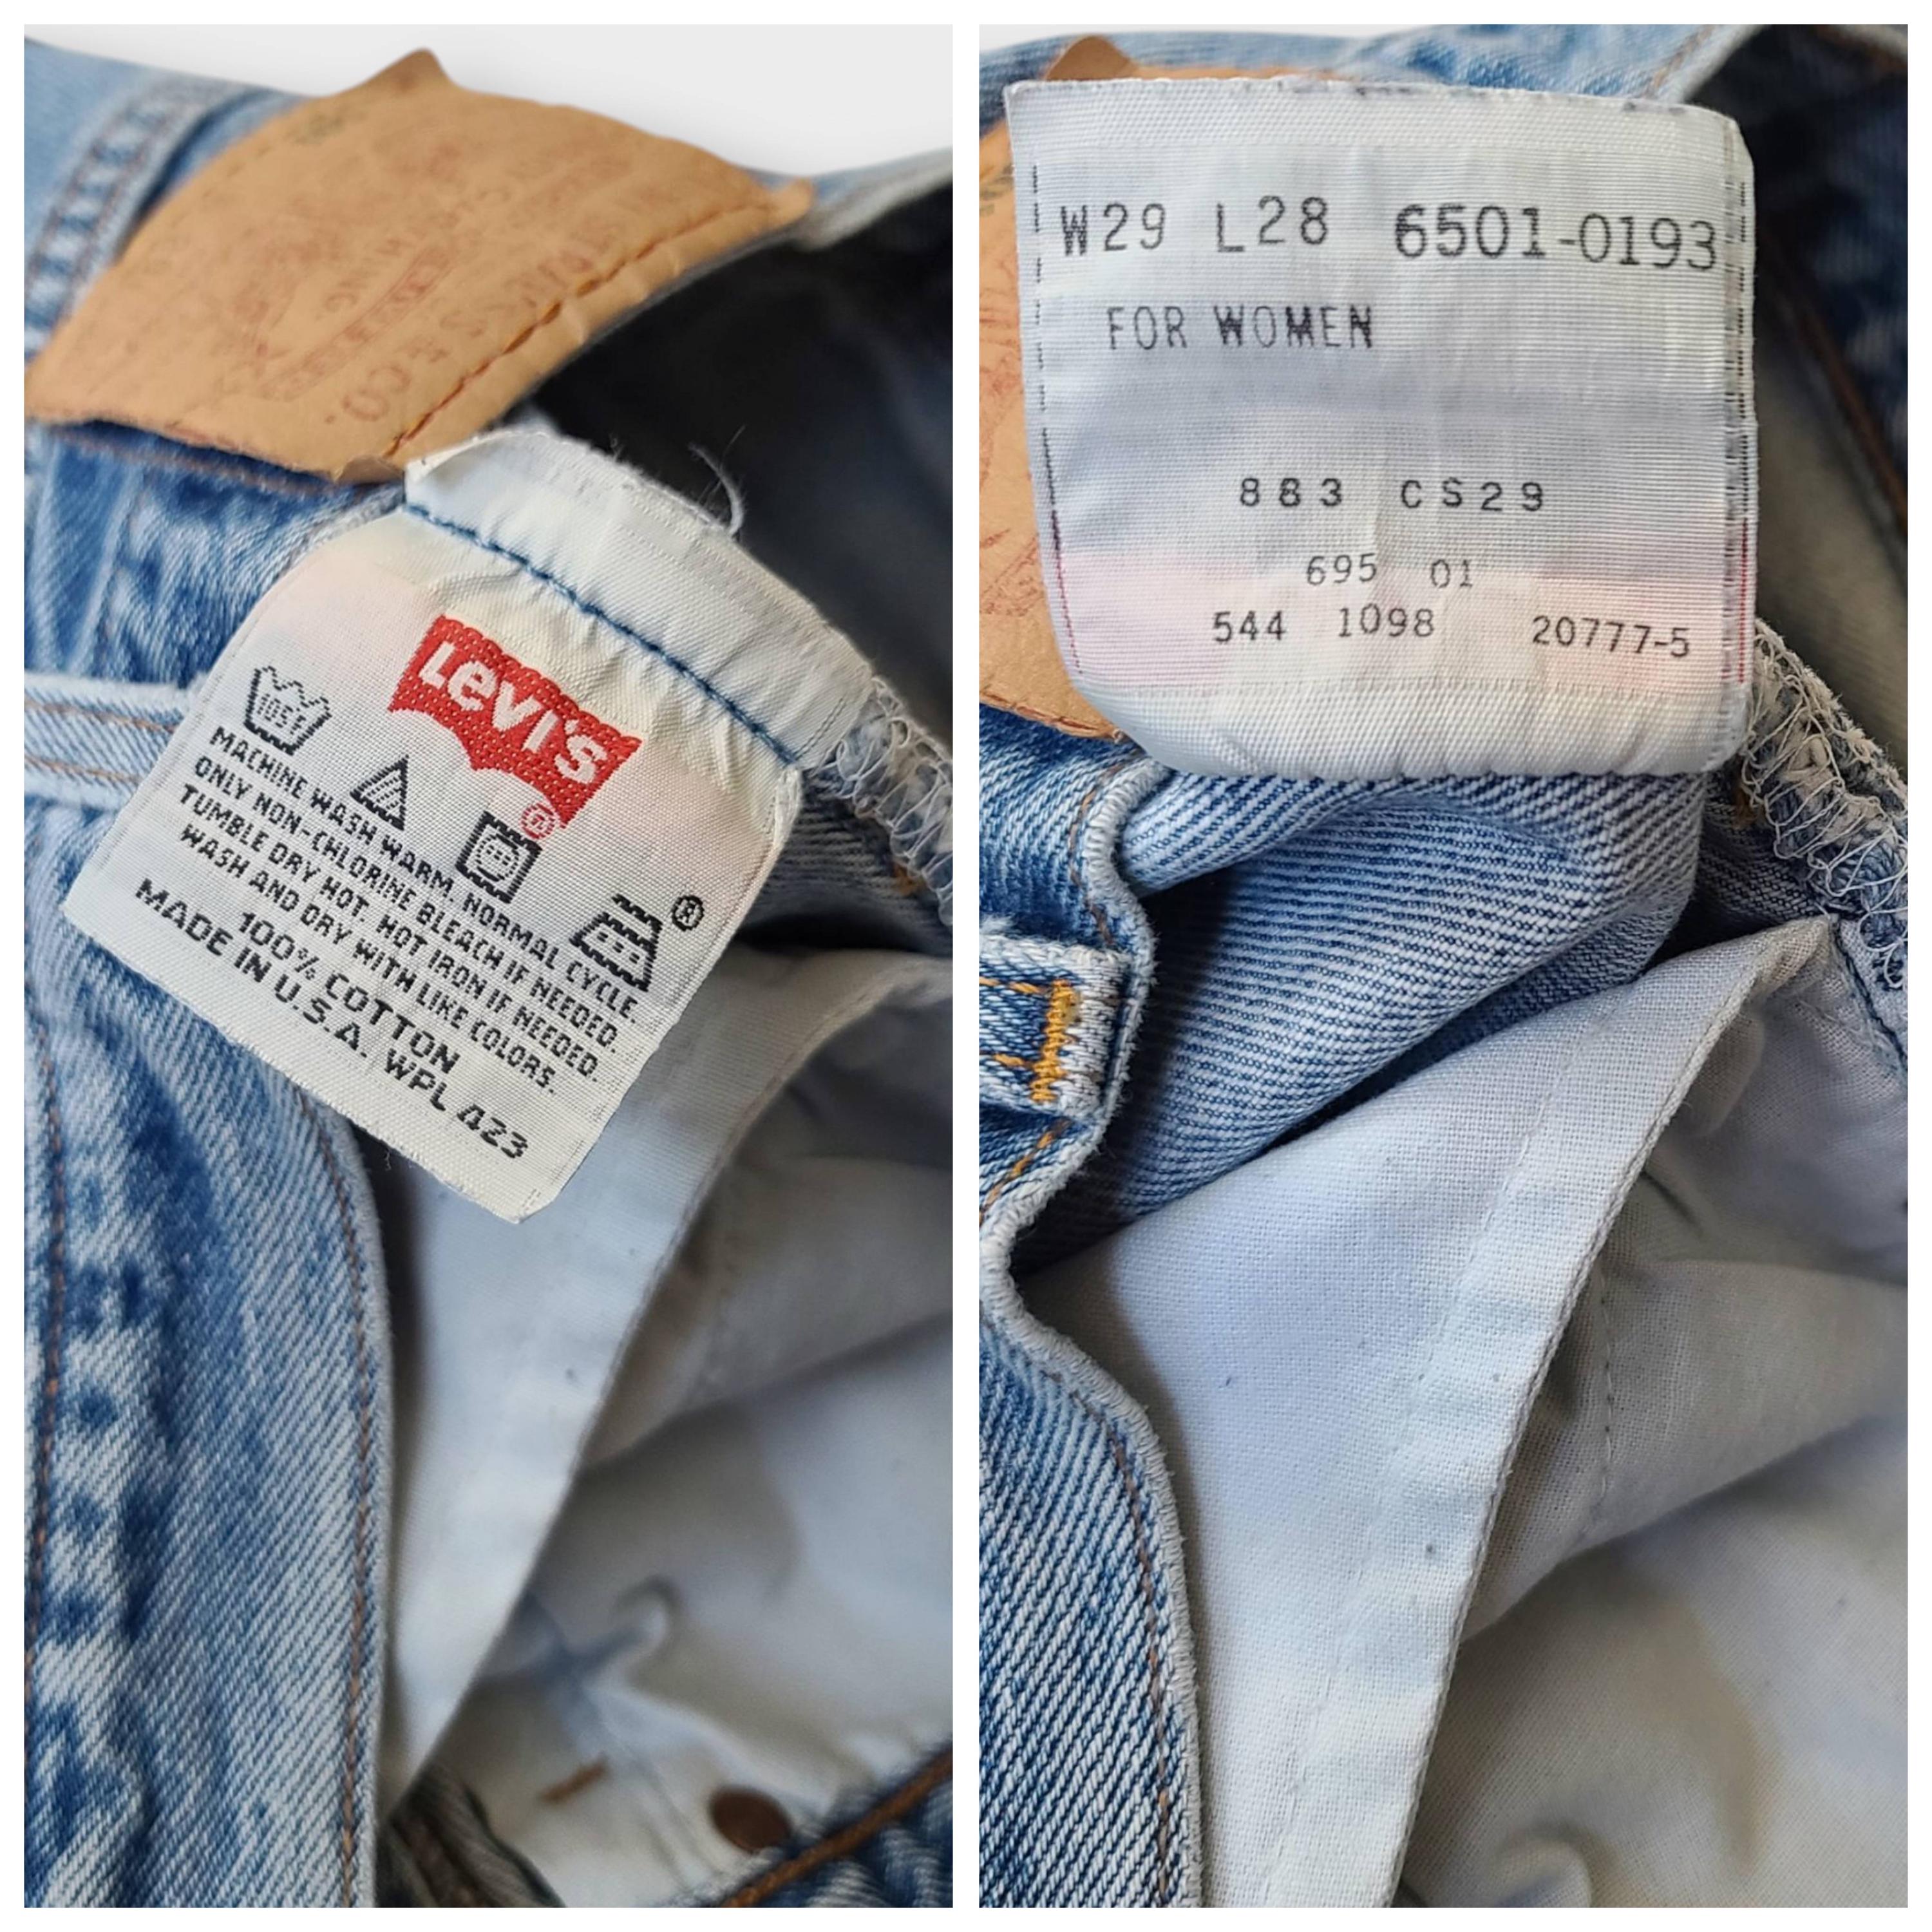 Levi's ®
105F
MACHINE WASH WARM. NORMAL CYCLE.
ONLY NON-CHLORINE BLEACH IF NEEDED.
TUMBLE DRY HOT. HOT IRON IF NEEDED.
WASH AND DRY WITH LIKE COLORS.
100% COTTON
MADE IN U.S.A. WPL 423
®
W29 L28 6501-0193
FOR WOMEN
883 CS29
695 01
544 1098 20777-5